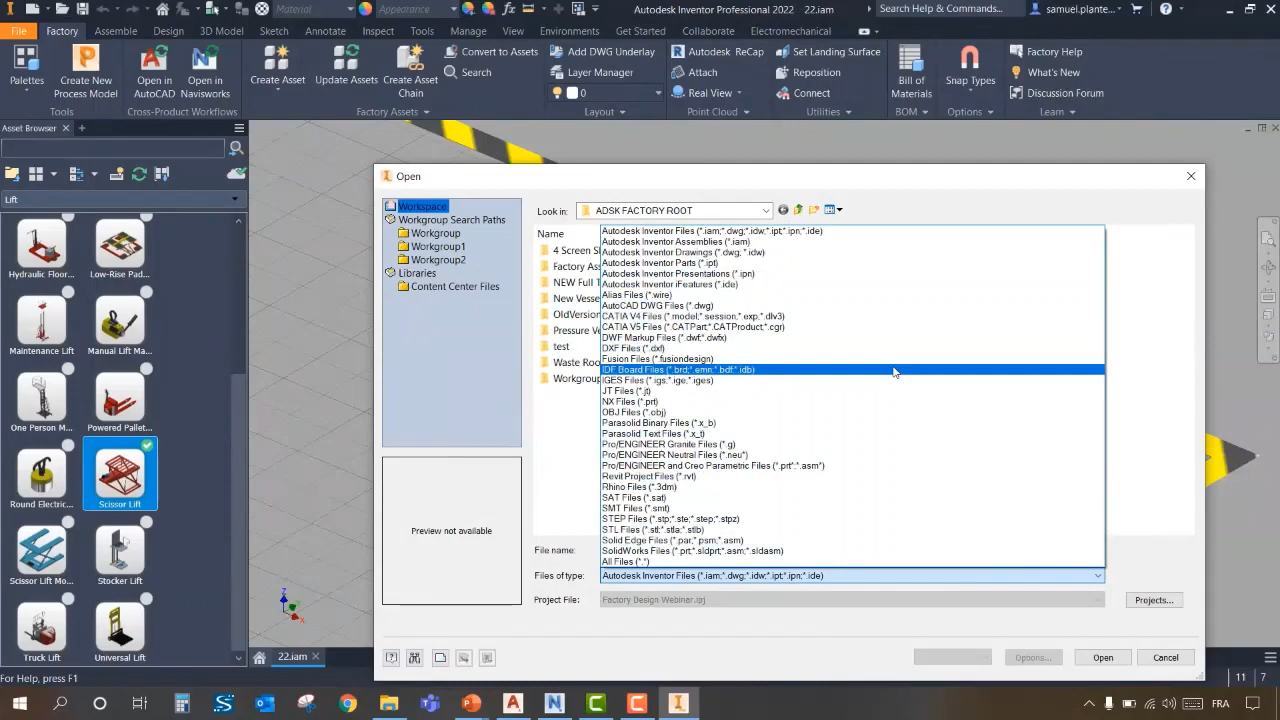 Material
Appearance
Autodesk Inventor Professional 2022 22.iam
Search Help & Commands...
samuel.plante...
File
Factory
Assemble
Design
3D Model
Sketch
Annotate
Inspect
Tools
Manage
View
Environments
Get Started
Collaborate
Electromechanical
Palettes
Create New
Process Model
Tools
Open in
AutoCAD
Open in
Navisworks
Cross-Product Workflows
Create Asset
Update Assets
Create Asset
Chain
Convert to Assets
Search
Factory Assets
Add DWG Underlay
Layer Manager
0
Layout
Autodesk ReCap
Attach
Real View
Point Cloud
Set Landing Surface
Reposition
Connect
Utilities
Bill of
Materials
BOM
Snap Types
Options
Factory Help
What's New
Discussion Forum
Learn
Asset Browser
Lift
Hydraulic Floor...
Low-Rise Pad...
Maintenance Lift
Manual Lift Ma...
One Person M...
Powered Pallet...
Round Electric...
Scissor Lift
Scissor Lift Mo...
Stocker Lift
Truck Lift
Universal Lift
Open
Workspace
Workgroup Search Paths
Workgroup
Workgroup1
Workgroup2
Libraries
Content Center Files
Preview not available
Look in:
ADSK FACTORY ROOT
Name
4 Screen Sh
Factory Ass
NEW Full T
New Vesse
OldVersion
Pressure Ve
test
Waste Roo
Workgroup
Autodesk Inventor Files (*.iam;*.dwg;*.idw;*.ipt;*.ipn;*.ide)
Autodesk Inventor Assemblies (*.iam)
Autodesk Inventor Drawings (*.dwg; *.idw)
Autodesk Inventor Parts (*.ipt)
Autodesk Inventor Presentations (*.ipn)
Autodesk Inventor iFeatures (*.ide)
Alias Files (*.wire)
AutoCAD DWG Files (*.dwg)
CATIA V4 Files (*.model;*.session,*.exp;*.dlv3)
CATIA V5 Files (*.CATPart;*.CATProduct;*.cgr)
DWF Markup Files (*.dwf;*.dwfx)
DXF Files (*.dxf)
Fusion Files (*.fusiondesign)
IDF Board Files (*.brd;*.emn;*.bdf;*.idb)
IGES Files (*.igs;*.ige;*.iges)
JT Files (*.jt)
NX Files (*.prt)
OBJ Files (*.obj)
Parasolid Binary Files (*.x_b)
Parasolid Text Files (*.x_t)
Pro/ENGINEER Granite Files (*.g)
Pro/ENGINEER Neutral Files (*.neu*)
Pro/ENGINEER and Creo Parametric Files (*.prt*;*.asm*)
Revit Project Files (*.rvt)
Rhino Files (*.3dm)
SAT Files (*.sat)
SMT Files (*.smt)
STEP Files (*.stp;*.ste;*.step;*.stpz)
STL Files (*.stl;*.stla;*.stlb)
Solid Edge Files (*.par;*.psm;*.asm)
SolidWorks Files (*.prt;*.sldprt;*.asm;*.sldasm)
All Files (*.*)
File name:
Files of type:
Autodesk Inventor Files (*.iam;*.dwg;*.idw;*.ipt;*.ipn;*.ide)
Project File:
Factory Design Webinar.ipj
Projects...
Options...
Open
Cancel
22.iam
For Help, press F1
11
7
FRA